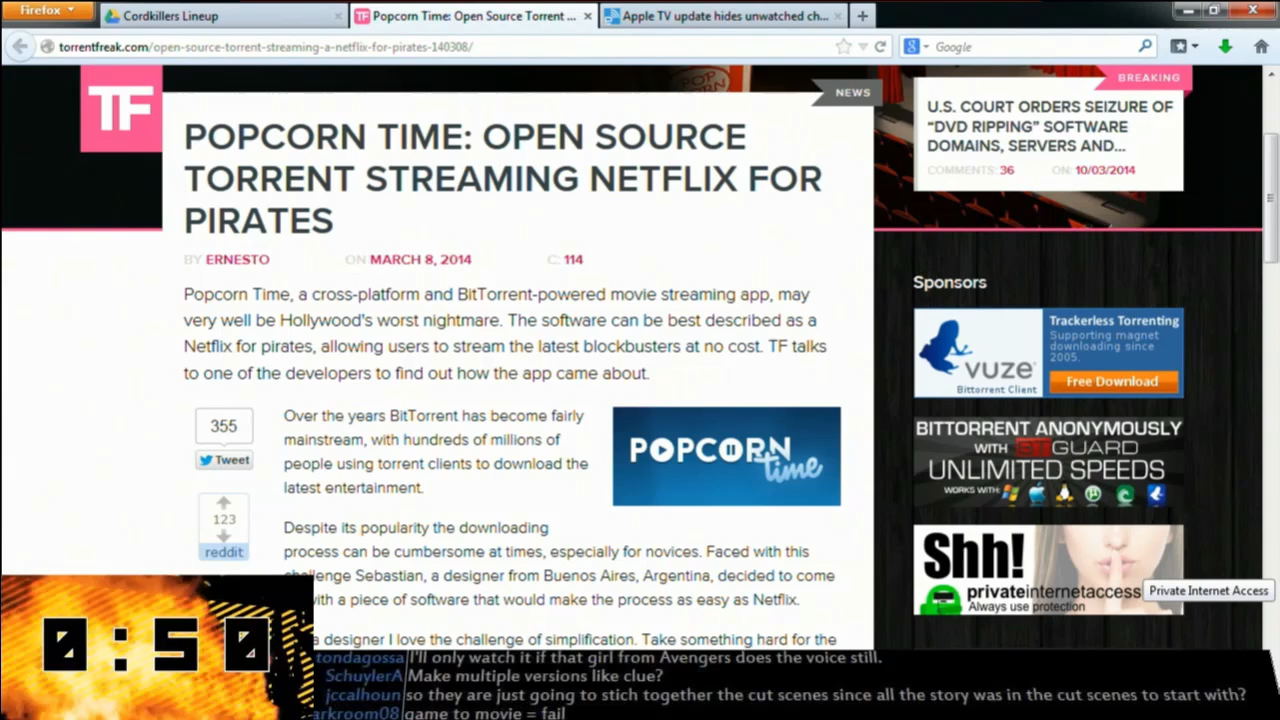 Firefox
Cordkillers Lineup
Popcorn Time: Open Source Torrent ...
Apple TV update hides unwatched ch...
torrentfreak.com/open-source-torrent-streaming-a-netflix-for-pirates-140308/
Google
TF
NEWS
BREAKING
U.S. COURT ORDERS SEIZURE OF
“DVD RIPPING” SOFTWARE
DOMAINS, SERVERS AND...
COMMENTS: 36 ON: 10/03/2014
POPCORN TIME: OPEN SOURCE
TORRENT STREAMING NETFLIX FOR
PIRATES
BY ERNESTO ON MARCH 8, 2014 C: 114
Popcorn Time, a cross-platform and BitTorrent-powered movie streaming app, may
very well be Hollywood's worst nightmare. The software can be best described as a
Netflix for pirates, allowing users to stream the latest blockbusters at no cost. TF talks
to one of the developers to find out how the app came about.
355
Tweet
123
reddit
Over the years BitTorrent has become fairly
mainstream, with hundreds of millions of
people using torrent clients to download the
latest entertainment.
POPCORN
time
Despite its popularity the downloading
process can be cumbersome at times, especially for novices. Faced with this
challenge Sebastian, a designer from Buenos Aires, Argentina, decided to come
with a piece of software that would make the process as easy as Netflix.
a designer I love the challenge of simplification. Take something hard for the
Sponsors
VUZE
Bittorrent Client
Trackerless Torrenting
Supporting magnet
downloading since
2005.
Free Download
BITTORRENT ANONYMOUSLY
WITH BTGUARD
UNLIMITED SPEEDS
WORKS WITH:
Shh!
privateinternetaccess
Always use protection
Private Internet Access
0:50
tondagossa I'll only watch it if that girl from Avengers does the voice still.
SchuylerA Make multiple versions like clue?
jccalhoun so they are just going to stich together the cut scenes since all the story was in the cut scenes to start with?
arkroom08 game to movie = fail